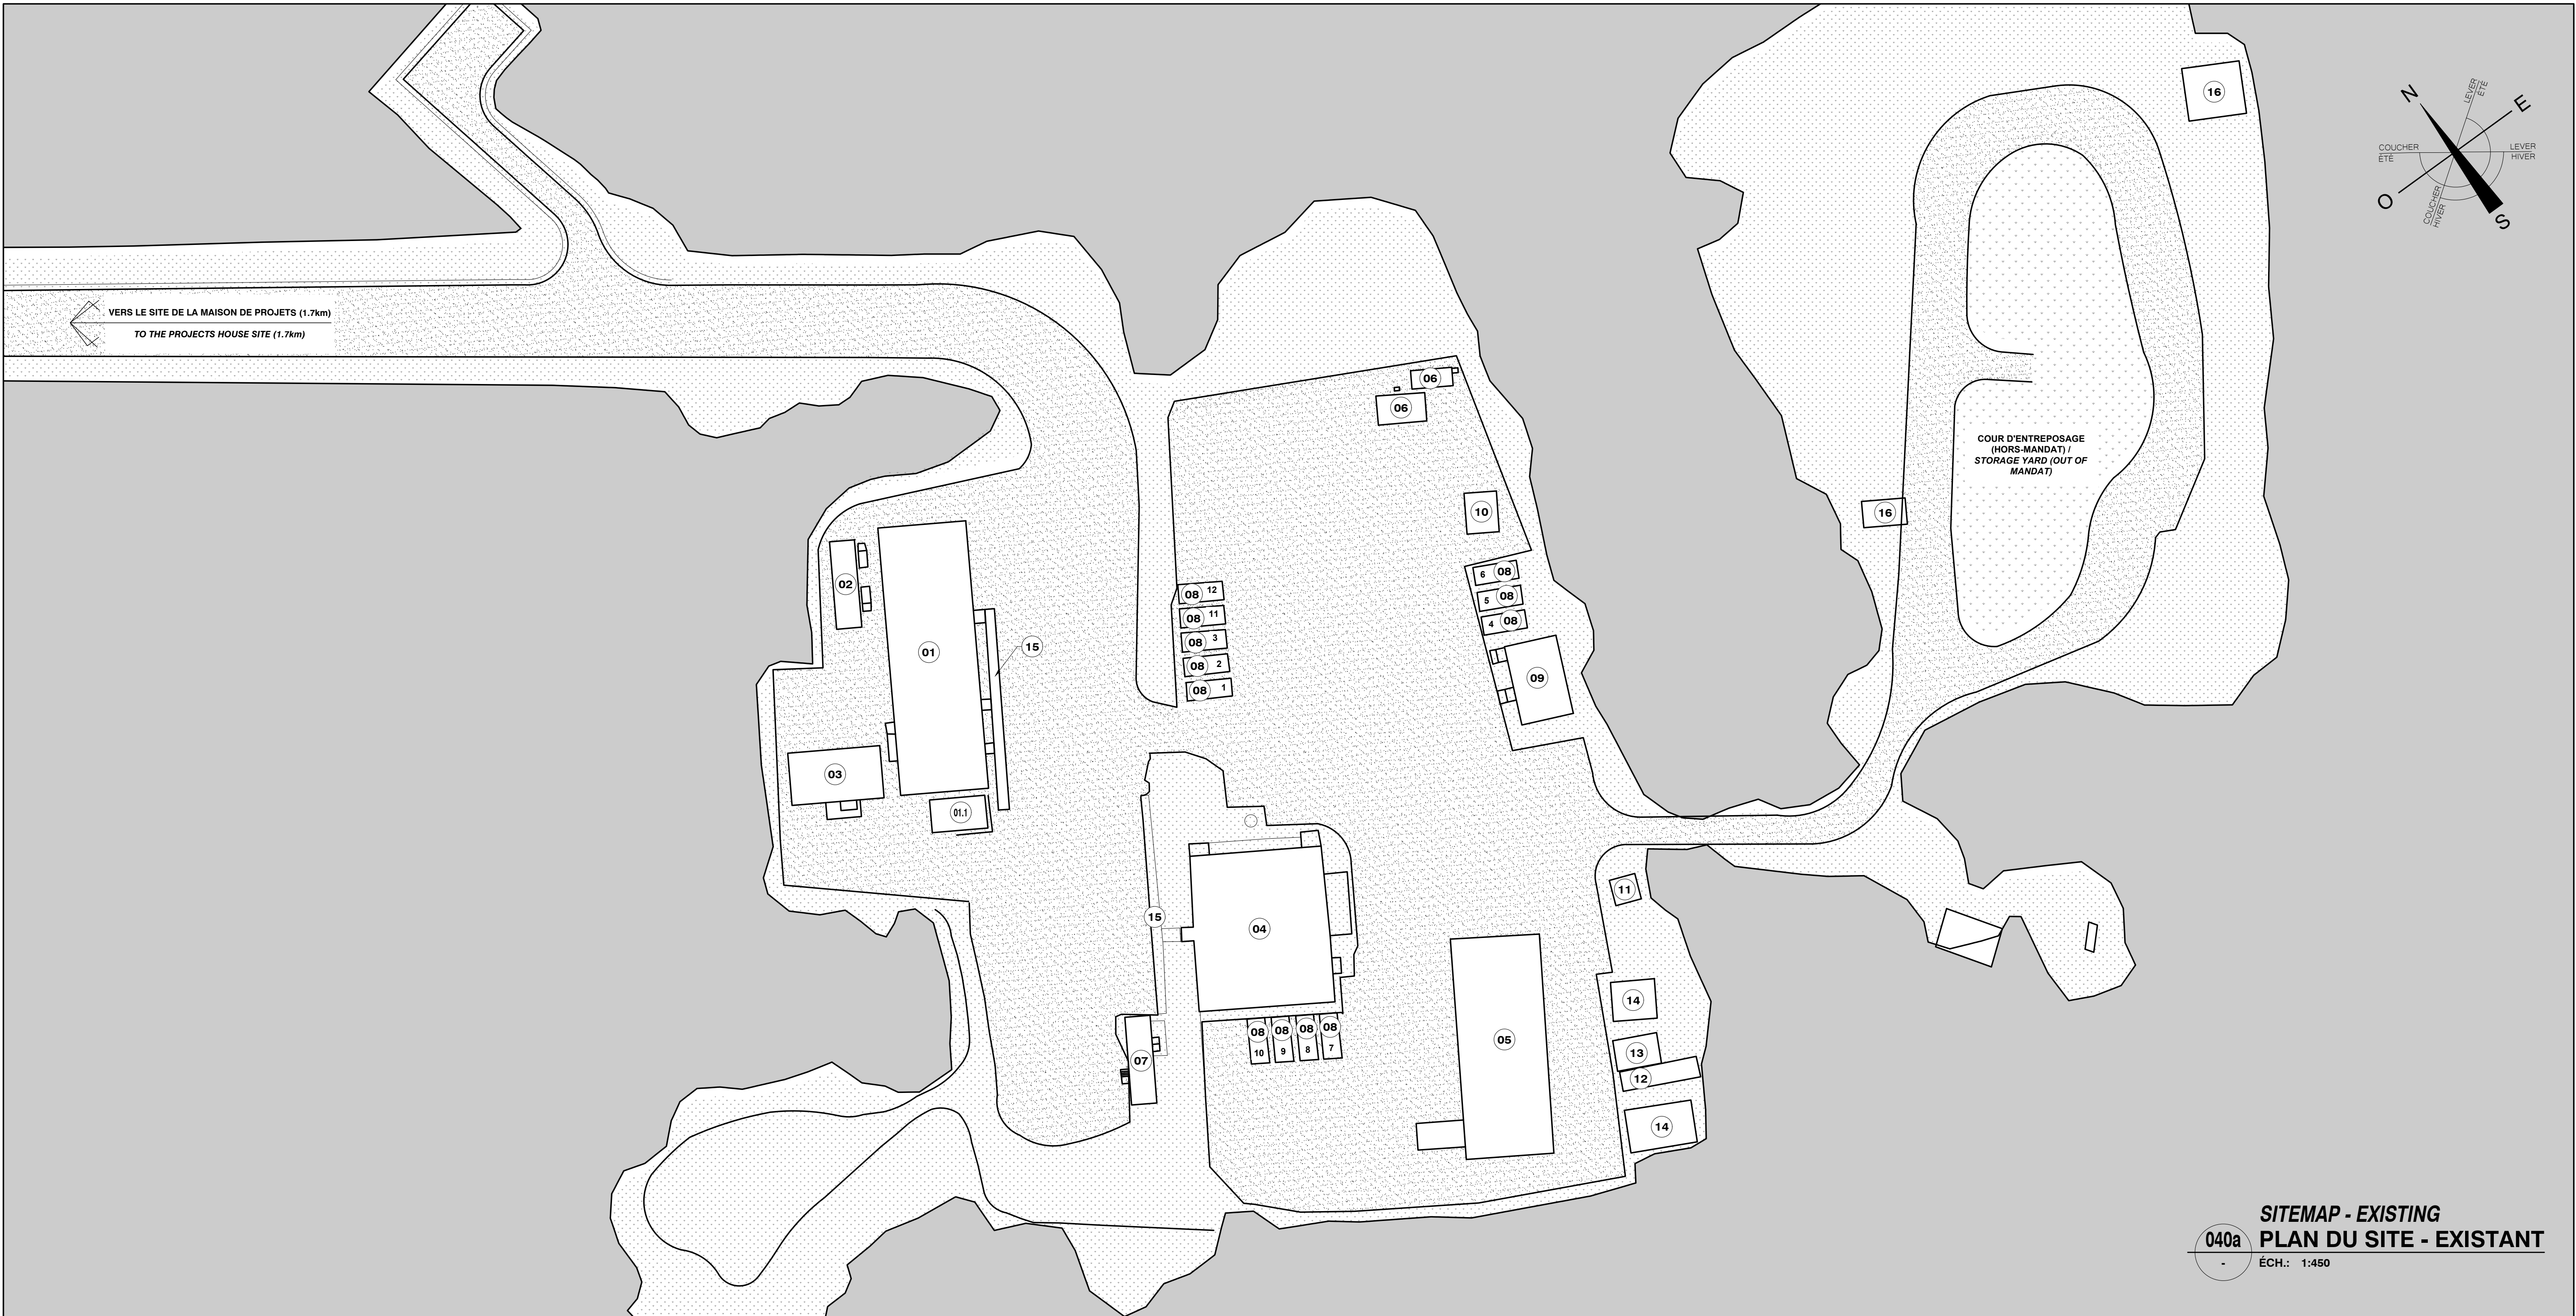 16
N
LEVER
ÉTÉ
E
COUCHER
ÉTÉ
LEVER
HIVER
O
COUCHER
HIVER
S
VERS LE SITE DE LA MAISON DE PROJETS (1.7km)
TO THE PROJECTS HOUSE SITE (1.7km)
06
06
COUR D'ENTREPOSAGE
(HORS-MANDAT) /
STORAGE YARD (OUT OF
MANDAT)
10
16
02
01
15
03
01.1
08 12
08 11
08 3
08 2
08 1
6 08
5 08
4 08
09
11
15
04
14
08
10
08
9
08
8
08
7
05
07
13
12
14
SITEMAP - EXISTING
040a PLAN DU SITE - EXISTANT
- ÉCH.: 1:450